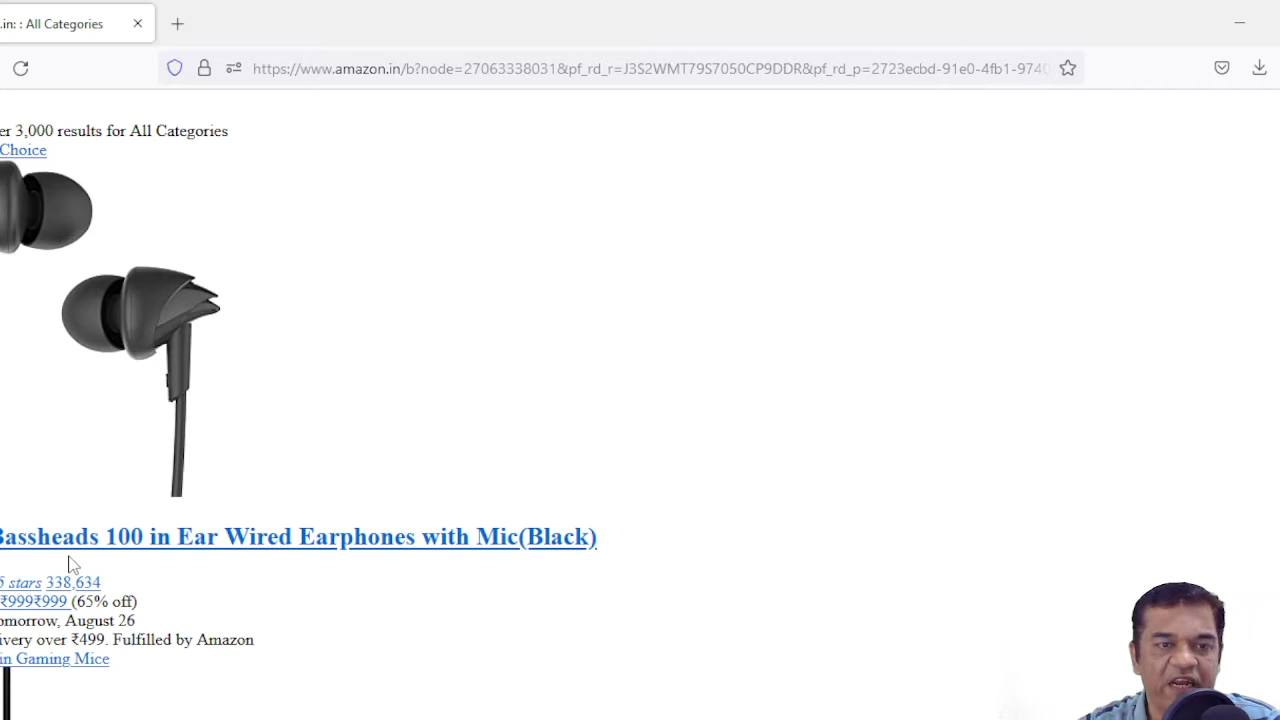 .in: : All Categories
https://www.amazon.in/b?node=27063338031&pf_rd_r=J3S2WMT79S7050CP9DDR&pf_rd_p=2723ecbd-91e0-4fb1-9740
er 3,000 results for All Categories
Choice
Bassheads 100 in Ear Wired Earphones with Mic(Black)
5 stars 338,634
₹999₹999 (65% off)
omorrow, August 26
ivery over ₹499. Fulfilled by Amazon
in Gaming Mice